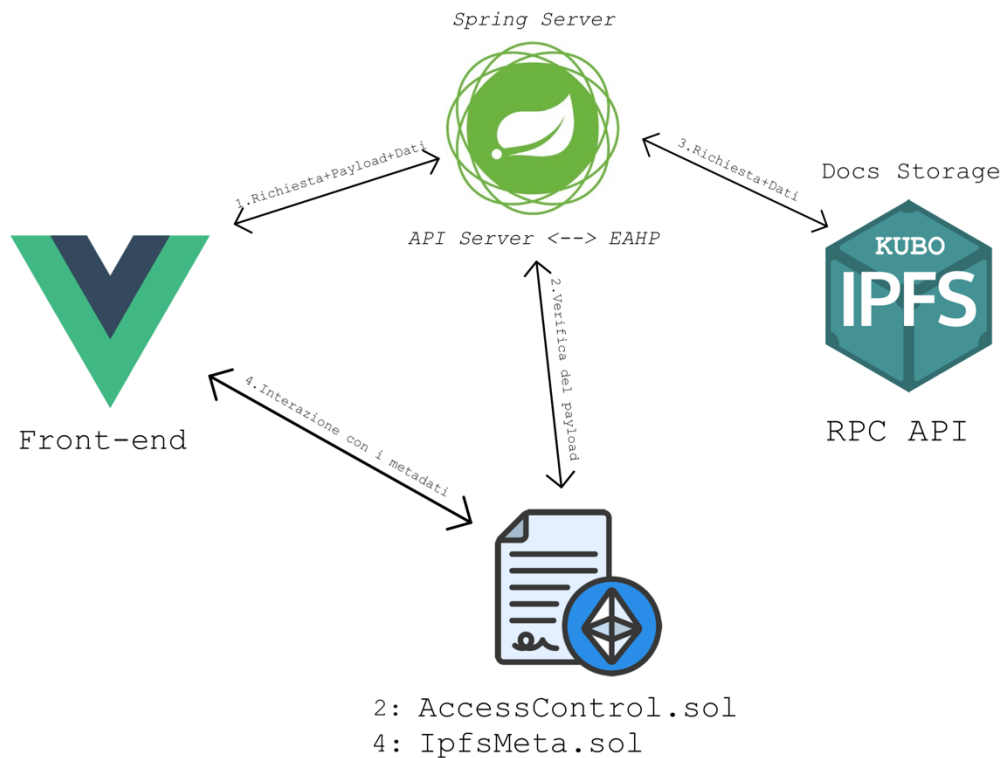 Spring Server
1.Richiesta+Payload+Dati
3.Richiesta+Dati
Docs Storage
API Server <--> EAHP
KUBO
IPFS
2.Verifica del payload
4.Interazione con i metadati
Front-end
RPC API
2: AccessControl.sol
4: IpfsMeta.sol